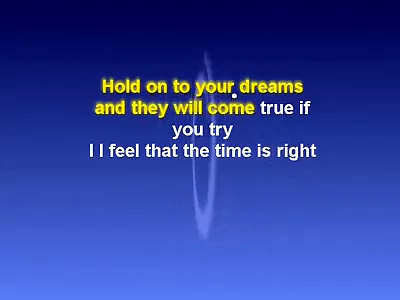 Hold on to your dreams
and they will come true if
you try
I I feel that the time is right